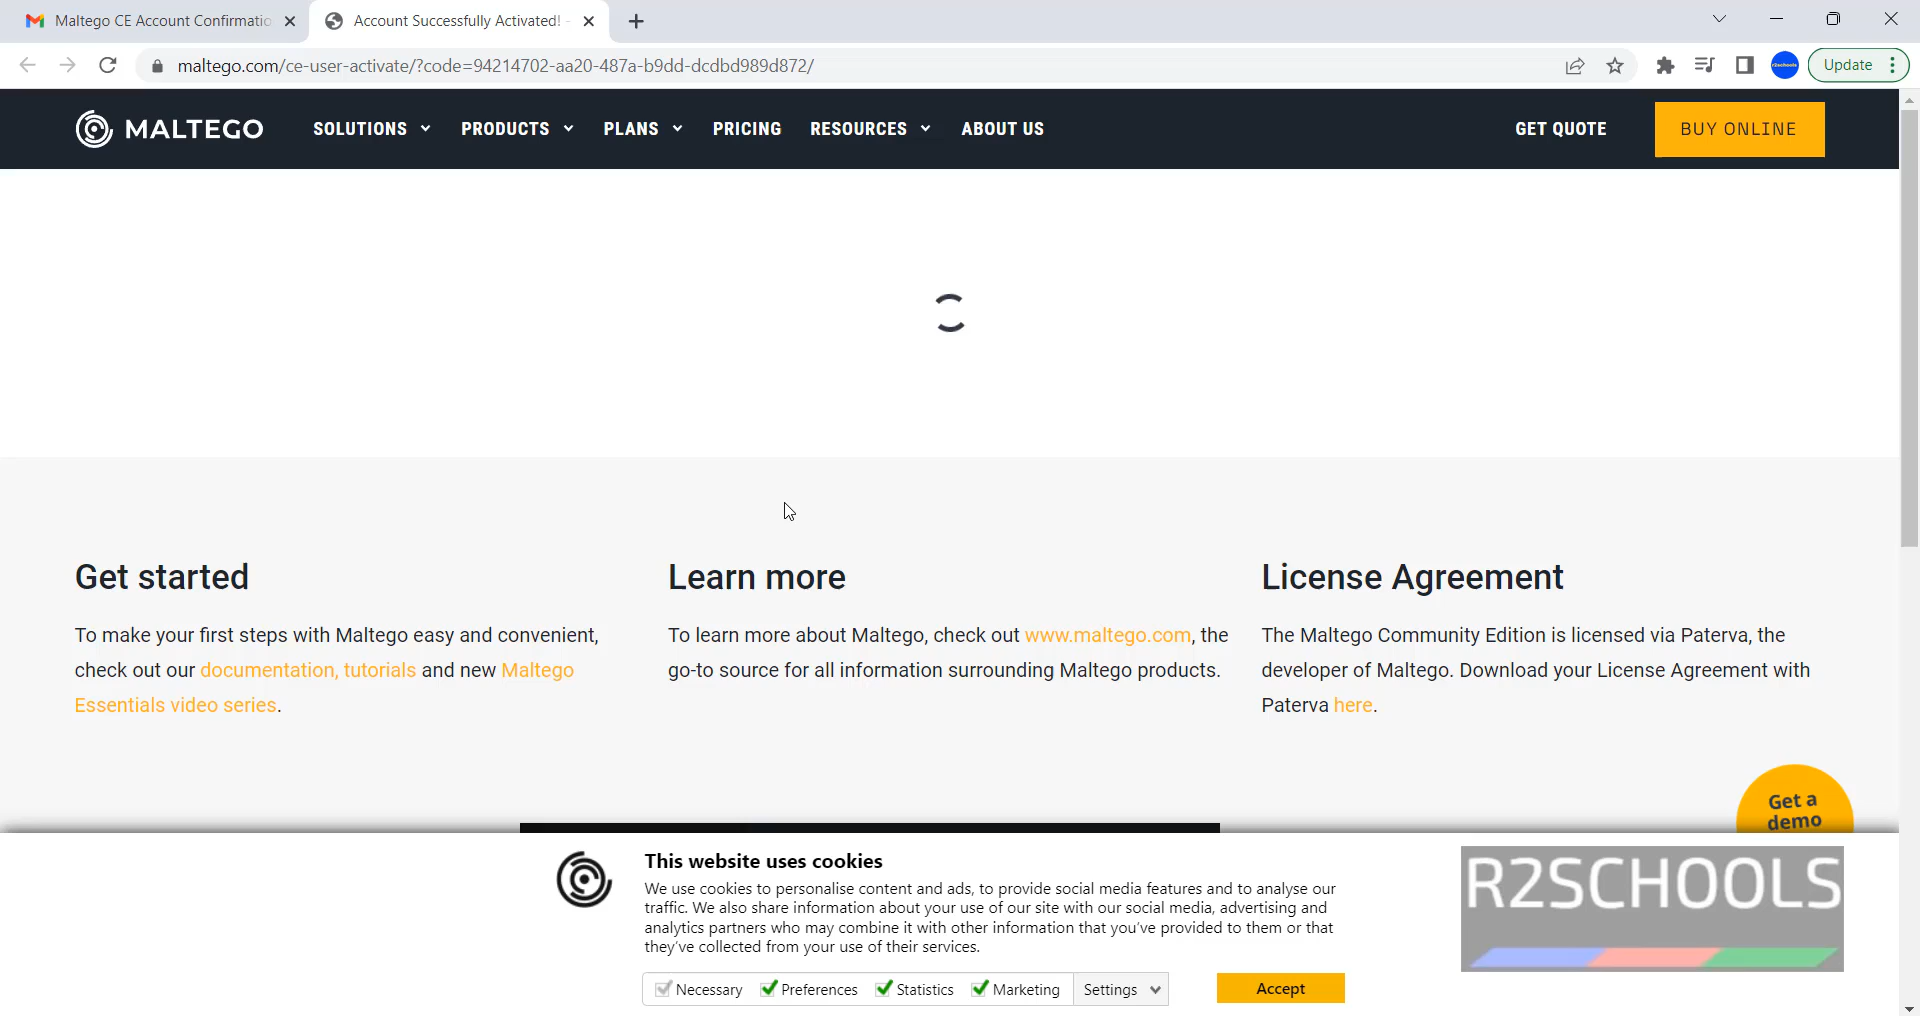 Maltego CE Account Confirmatio
Account Successfully Activated! -
maltego.com/ce-user-activate/?code=94214702-aa20-487a-b9dd-dcdbd989d872/
r2schools
Update
MALTEGO
SOLUTIONS
PRODUCTS
PLANS
PRICING
RESOURCES
ABOUT US
GET QUOTE
BUY ONLINE
Get started
To make your first steps with Maltego easy and convenient,
check out our documentation, tutorials and new Maltego
Essentials video series.
Learn more
To learn more about Maltego, check out www.maltego.com, the
go-to source for all information surrounding Maltego products.
License Agreement
The Maltego Community Edition is licensed via Paterva, the
developer of Maltego. Download your License Agreement with
Paterva here.
Get a
demo
This website uses cookies
We use cookies to personalise content and ads, to provide social media features and to analyse our
traffic. We also share information about your use of our site with our social media, advertising and
analytics partners who may combine it with other information that you've provided to them or that
they've collected from your use of their services.
Necessary
Preferences
Statistics
Marketing
Settings
Accept
R2SCHOOLS